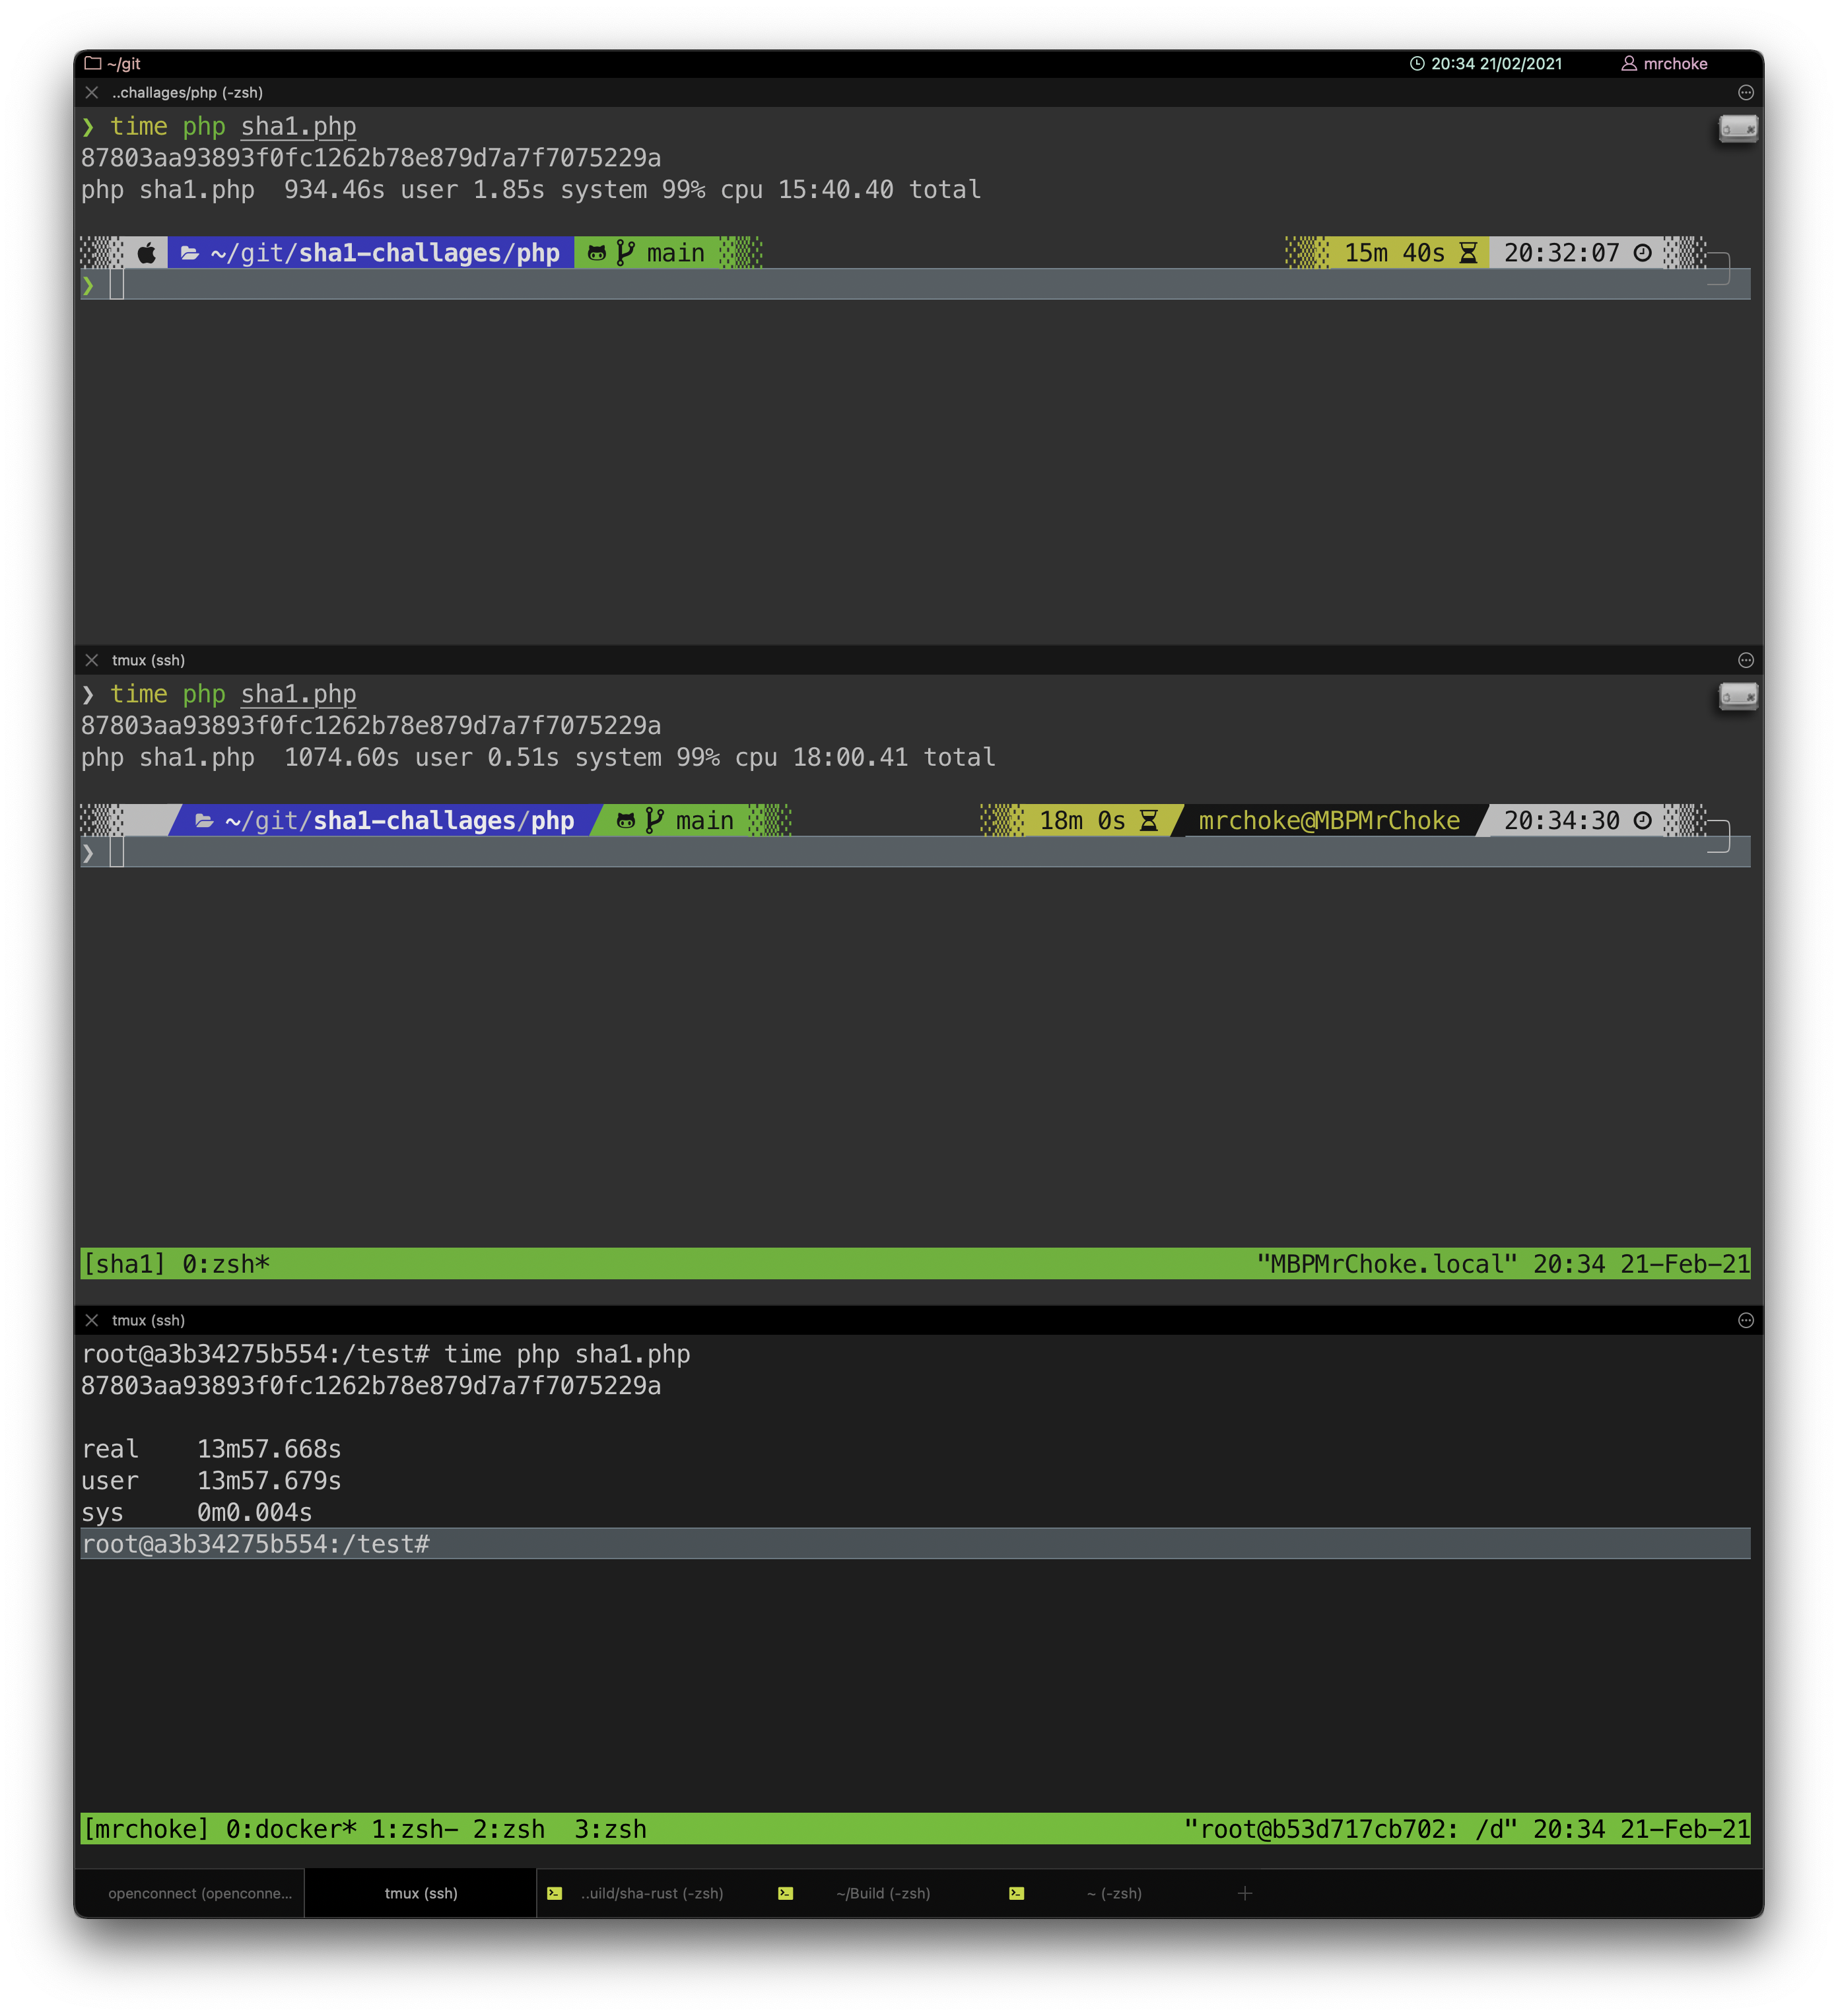 ~/git 20:34 21/02/2021 mrchoke
..challages/php (-zsh)
❯ time php sha1.php
87803aa93893f0fc1262b78e879d7a7f7075229a
php sha1.php  934.46s user 1.85s system 99% cpu 15:40.40 total
~/git/sha1-challages/php main 15m 40s 20:32:07
❯
tmux (ssh)
❯ time php sha1.php
87803aa93893f0fc1262b78e879d7a7f7075229a
php sha1.php  1074.60s user 0.51s system 99% cpu 18:00.41 total
~/git/sha1-challages/php main 18m 0s mrchoke@MBPMrChoke 20:34:30
❯
[sha1] 0:zsh* "MBPMrChoke.local" 20:34 21-Feb-21
tmux (ssh)
root@a3b34275b554:/test# time php sha1.php
87803aa93893f0fc1262b78e879d7a7f7075229a
real    13m57.668s
user    13m57.679s
sys     0m0.004s
root@a3b34275b554:/test#
[mrchoke] 0:docker* 1:zsh- 2:zsh  3:zsh "root@b53d717cb702: /d" 20:34 21-Feb-21
openconnect (openconne... tmux (ssh) ..uild/sha-rust (-zsh) ~/Build (-zsh) ~ (-zsh) +